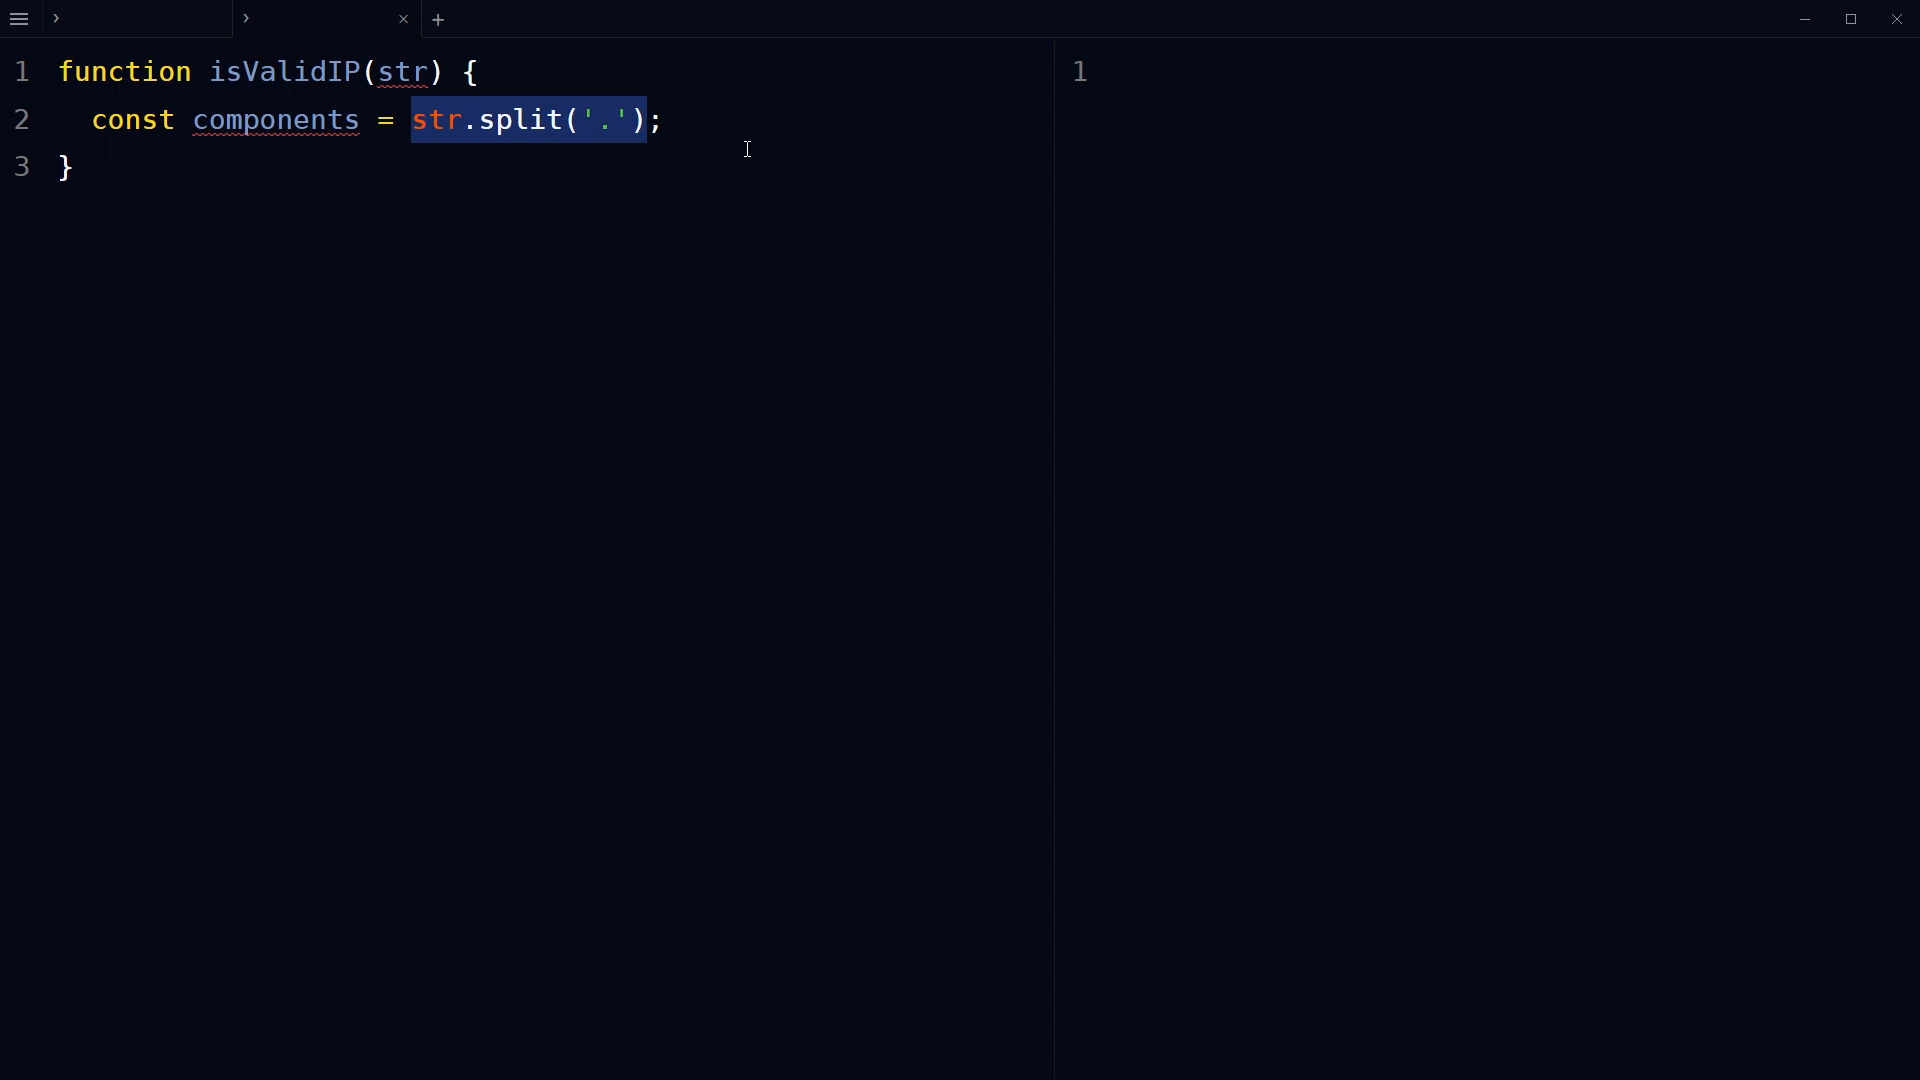 1 function isValidIP(str) {
2   const components = str.split('.');
3 }
1